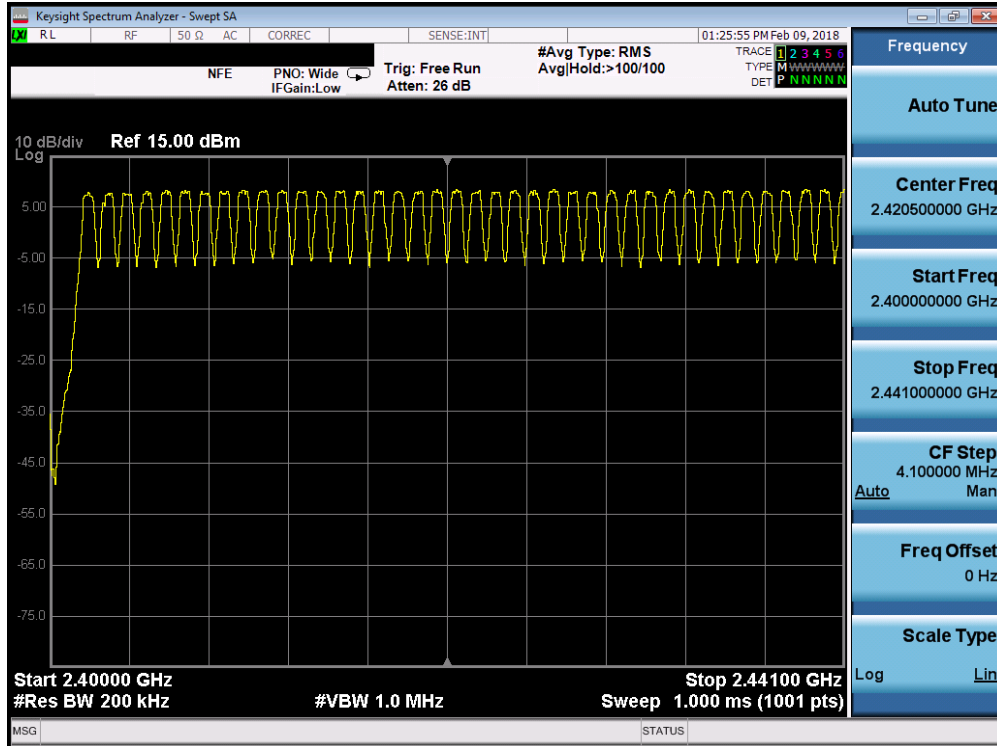 Keysight Spectrum Analyzer - Swept SA
LXI RL RF 50 Ω AC CORREC SENSE:INT 01:25:55 PM Feb 09, 2018
NFE PNO: Wide Trig: Free Run #Avg Type: RMS TRACE 1 2 3 4 5 6
IFGain:Low Atten: 26 dB Avg|Hold:>100/100 TYPE M WWWWW
DET P N N N N N
10 dB/div Ref 15.00 dBm
Log
5.00
-5.00
-15.0
-25.0
-35.0
-45.0
-55.0
-65.0
-75.0
Start 2.40000 GHz Stop 2.44100 GHz
#Res BW 200 kHz #VBW 1.0 MHz Sweep 1.000 ms (1001 pts)
MSG STATUS
Frequency
Auto Tune
Center Freq
2.420500000 GHz
Start Freq
2.400000000 GHz
Stop Freq
2.441000000 GHz
CF Step
4.100000 MHz
Auto Man
Freq Offset
0 Hz
Scale Type
Log Lin